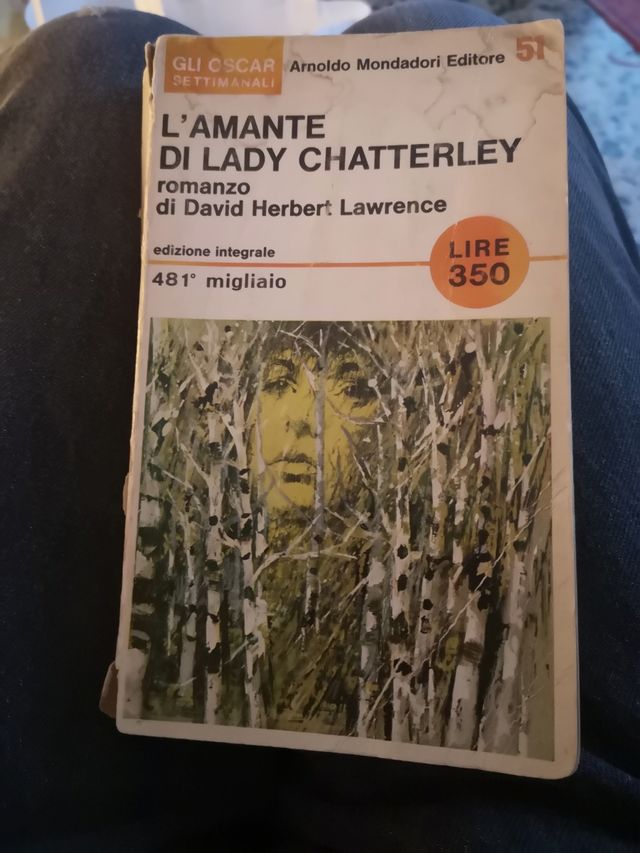 GLI OSCAR
SETTIMANALI
Arnoldo Mondadori Editore
51
L'AMANTE
DI LADY CHATTERLEY
romanzo
di David Herbert Lawrence
edizione integrale
481° migliaio
LIRE
350